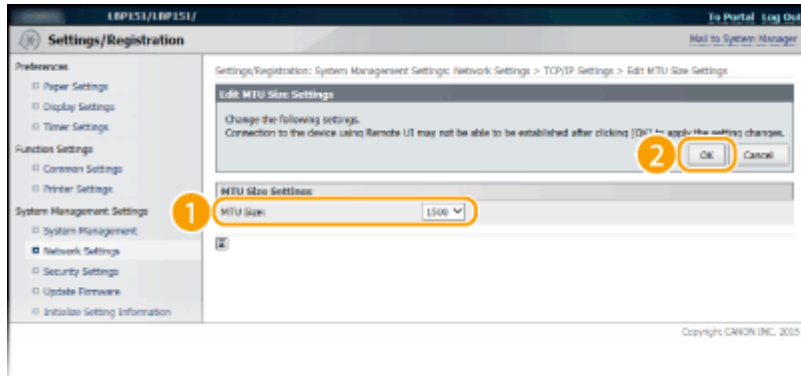 LBP151/LBP151/
To Portal Log Out
Settings/Registration
Mail to System Manager
Preferences
Paper Settings
Display Settings
Timer Settings
Function Settings
Common Settings
Printer Settings
System Management Settings
System Management
Network Settings
Security Settings
Update Firmware
Initialize Setting Information
Settings/Registration: System Management Settings: Network Settings > TCP/IP Settings > Edit MTU Size Settings
Edit MTU Size Settings
Change the following settings.
Connection to the device using Remote UI may not be able to be established after clicking [OK] to apply the setting changes.
2
OK Cancel
MTU Size Settings
1
MTU Size: 1500
Copyright CANON INC. 2015